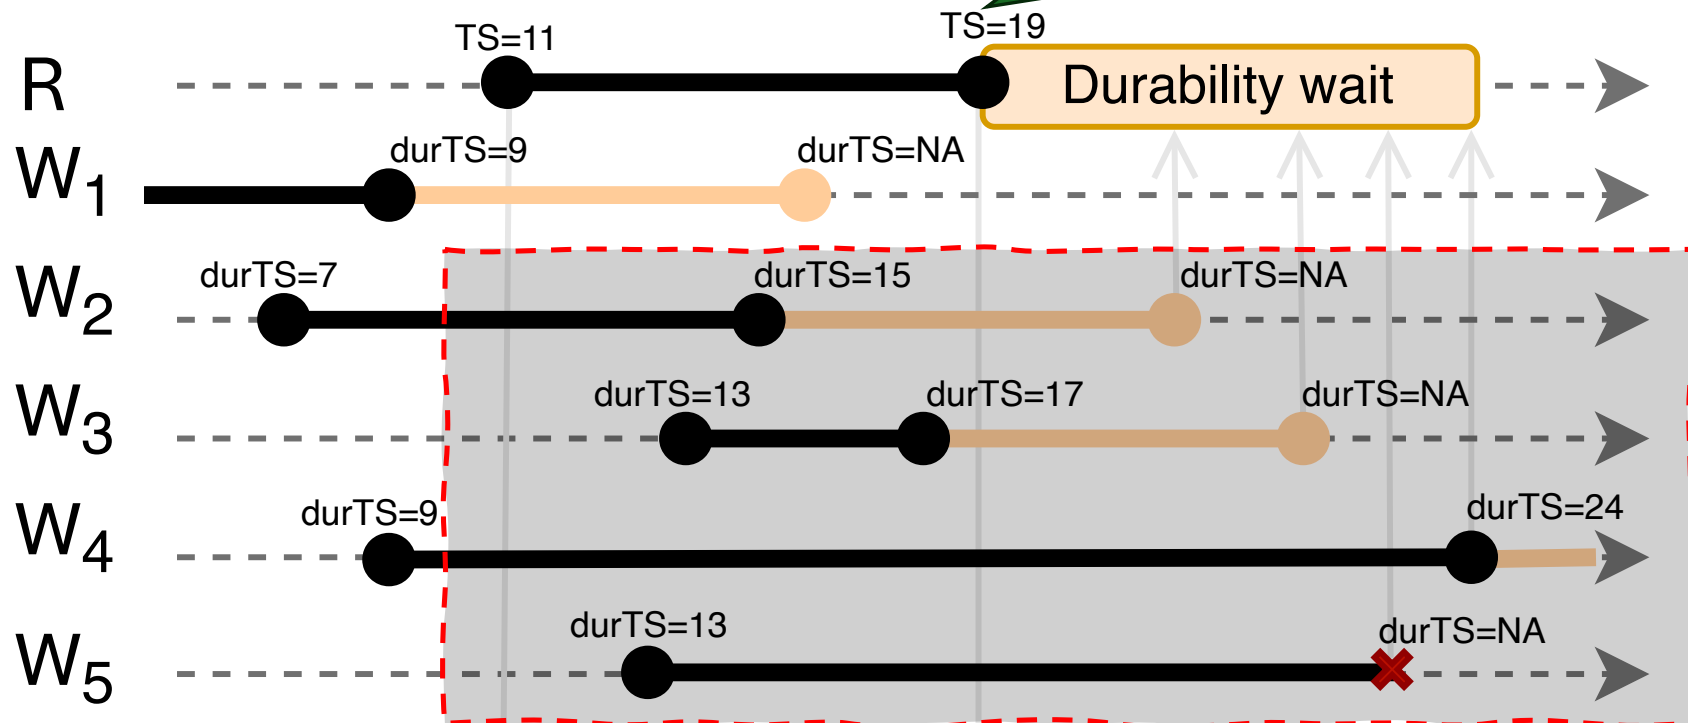 TS=11
TS=19
R
Durability wait
W1
durTS=9
durTS=NA
W2
durTS=7
durTS=15
durTS=NA
W3
durTS=13
durTS=17
durTS=NA
W4
durTS=9
durTS=24
W5
durTS=13
durTS=NA